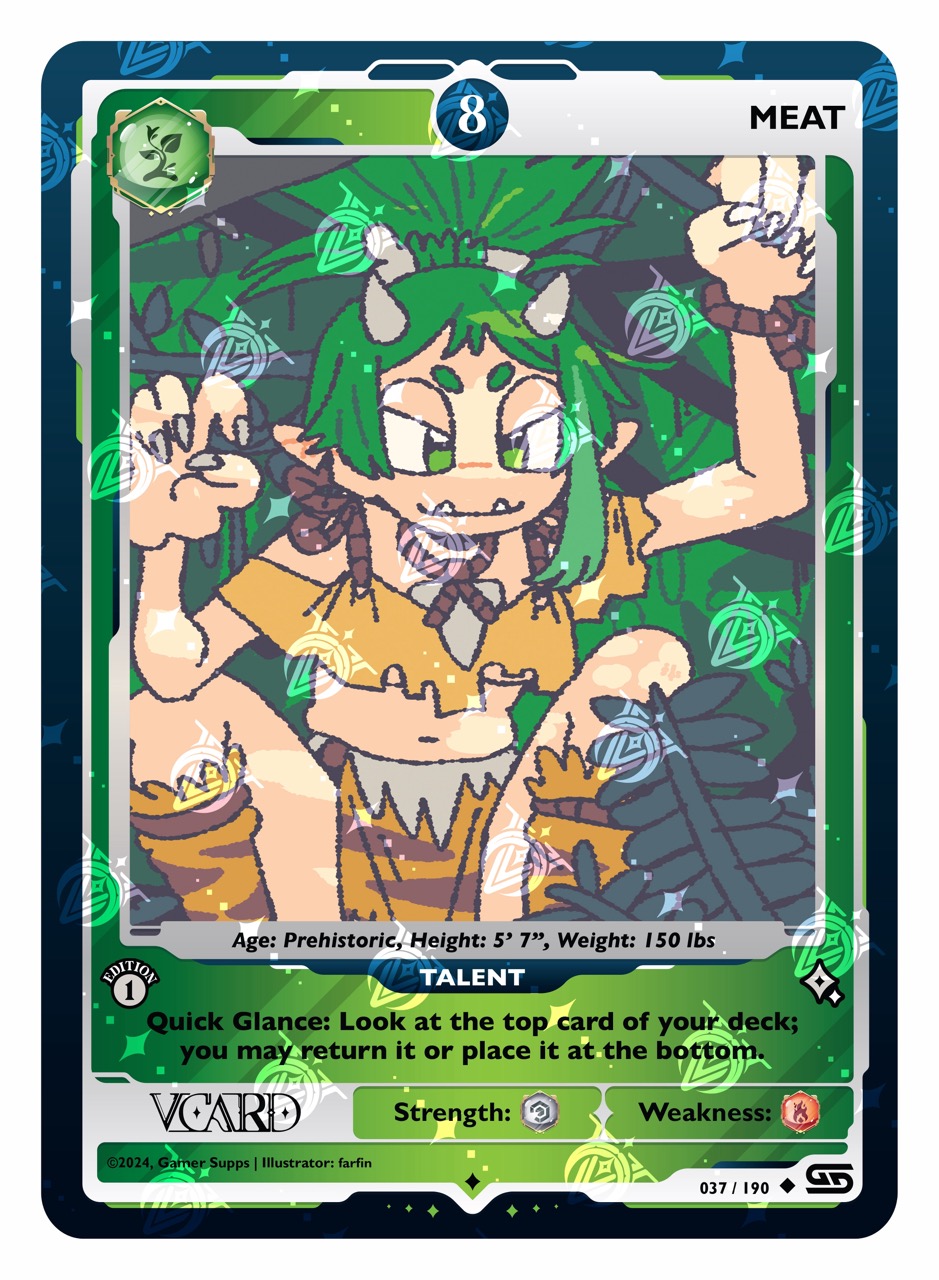 8
MEAT
Age: Prehistoric, Height: 5’ 7”, Weight: 150 lbs
EDITION
1
TALENT
Quick Glance: Look at the top card of your deck;
you may return it or place it at the bottom.
VCARD
Strength:
Weakness:
©2024, Gamer Supps | Illustrator: farfin
037 / 190